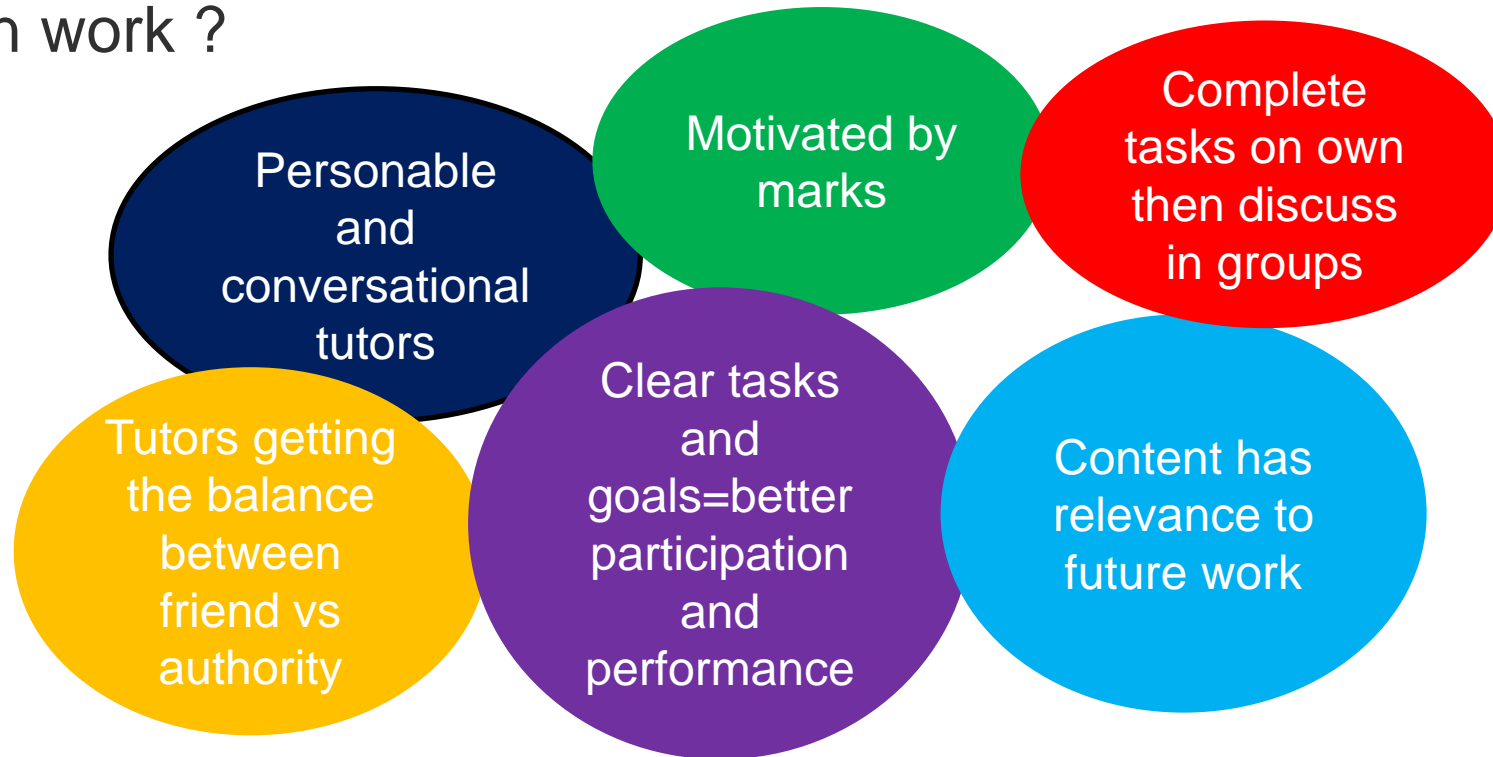 n work ?
Personable
and
conversational
tutors
Motivated by
marks
Complete
tasks on own
then discuss
in groups
Tutors getting
the balance
between
friend vs
authority
Clear tasks
and
goals=better
participation
and
performance
Content has
relevance to
future work